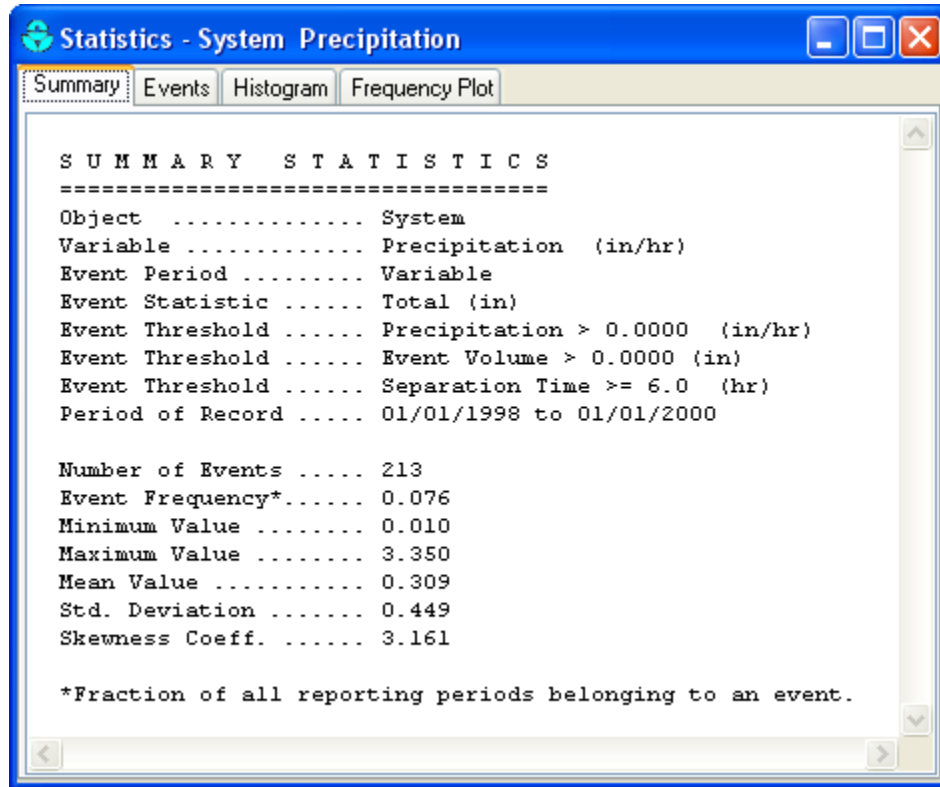 Statistics - System Precipitation
Summary Events Histogram Frequency Plot
S U M M A R Y   S T A T I S T I C S
===================================
Object .............. System
Variable ............. Precipitation (in/hr)
Event Period ......... Variable
Event Statistic ...... Total (in)
Event Threshold ...... Precipitation > 0.0000 (in/hr)
Event Threshold ...... Event Volume > 0.0000 (in)
Event Threshold ...... Separation Time >= 6.0 (hr)
Period of Record ..... 01/01/1998 to 01/01/2000
Number of Events ..... 213
Event Frequency*...... 0.076
Minimum Value ........ 0.010
Maximum Value ........ 3.350
Mean Value ........... 0.309
Std. Deviation ....... 0.449
Skewness Coeff. ...... 3.161
*Fraction of all reporting periods belonging to an event.